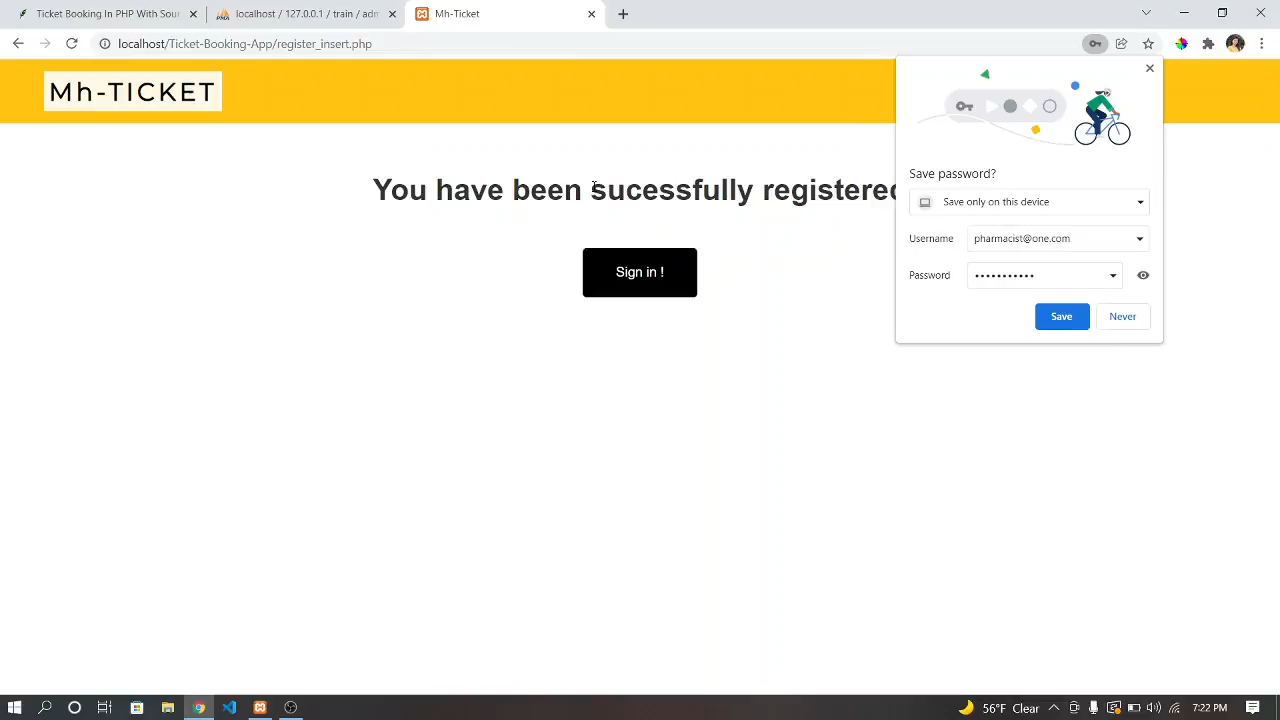 Ticket Booking In PHP With Sour
localhost / 127.0.0.1 / train / adm
Mh-Ticket
localhost/Ticket-Booking-App/register_insert.php
Mh-TICKET
You have been sucessfully registered
Sign in !
Save password?
Save only on this device
Username
pharmacist@one.com
Password
•••••••••••
Save
Never
56°F Clear
7:22 PM